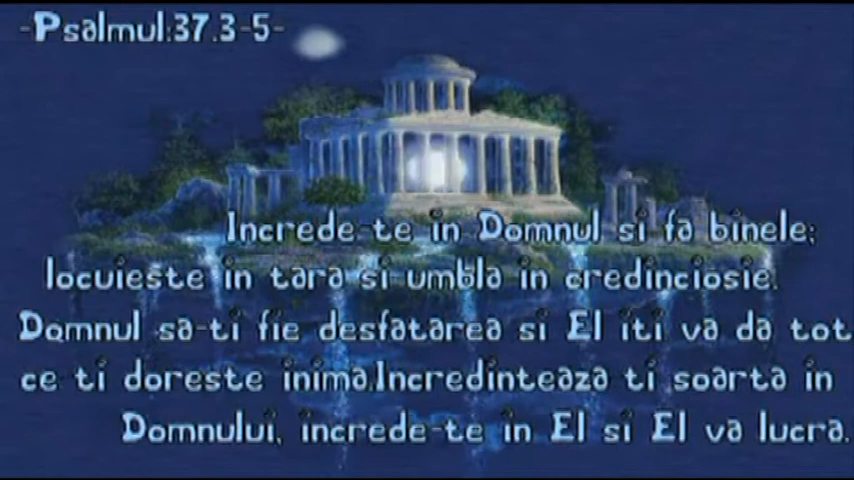 -Psalmul:37.3-5-
Increde-te in Domnul si fa binele;
locuieste in tara si umbla in credinciosie.
Domnul sa-ti fie desfatarea si El iti va da tot
ce ti doreste inima.Incredinteaza ti soarta in
Domnului, increde-te in El si El va lucra.